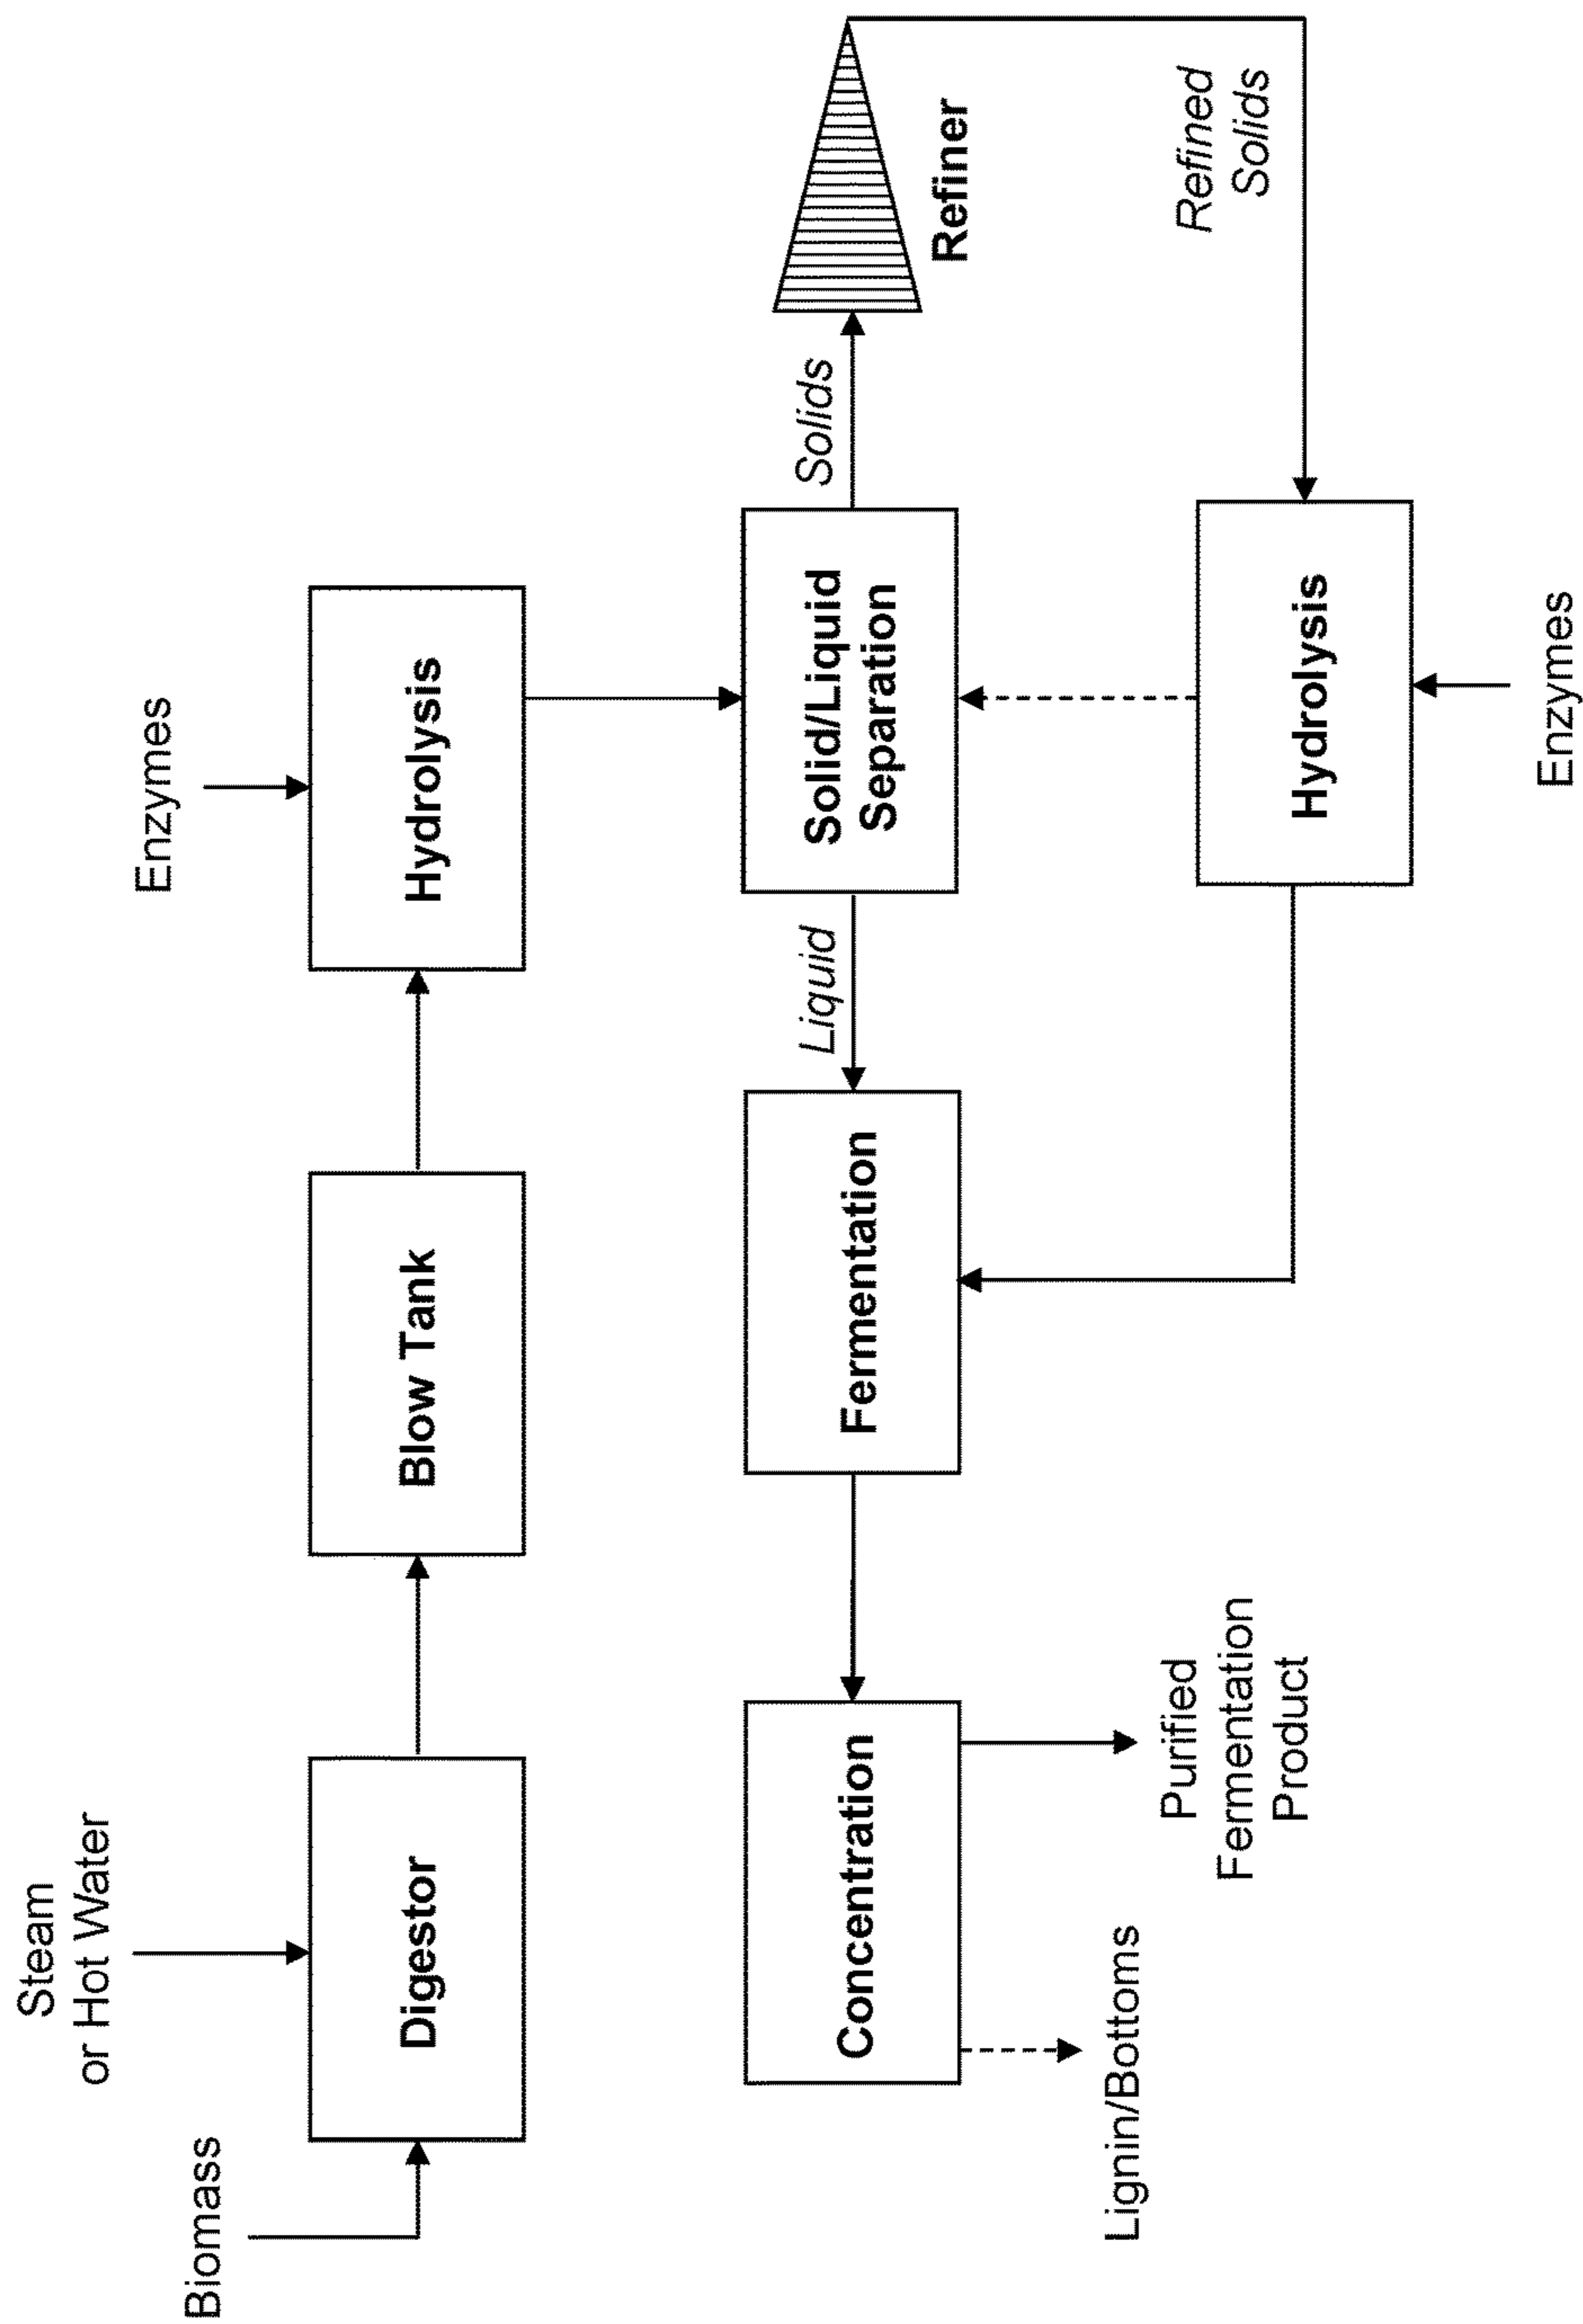 Steam
or Hot Water
Biomass
Enzymes
Digestor
Blow Tank
Hydrolysis
Concentration
Fermentation
Liquid
Solid/Liquid
Separation
Solids
Refiner
Lignin/Bottoms
Purified
Fermentation
Product
Refined
Solids
Hydrolysis
Enzymes